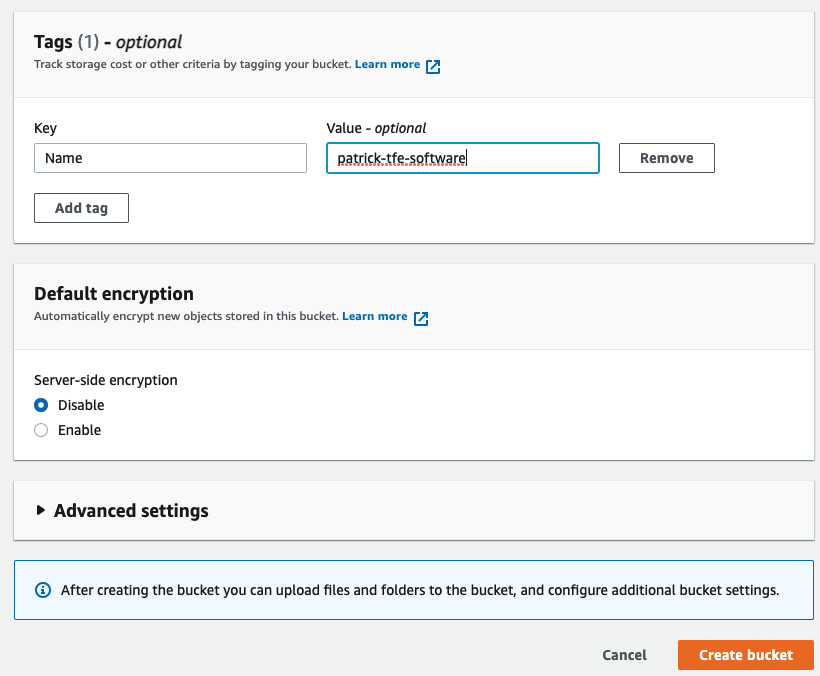 Tags (1) - optional
Track storage cost or other criteria by tagging your bucket. Learn more
Key
Value - optional
Name
patrick-tfe-software
Remove
Add tag
Default encryption
Automatically encrypt new objects stored in this bucket. Learn more
Server-side encryption
Disable
Enable
Advanced settings
After creating the bucket you can upload files and folders to the bucket, and configure additional bucket settings.
Cancel
Create bucket